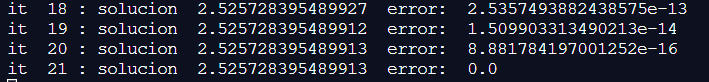 it  18 : solucion  2.525728395489927  error:  2.5357493882438575e-13
it  19 : solucion  2.525728395489912  error:  1.509903313490213e-14
it  20 : solucion  2.525728395489913  error:  8.881784197001252e-16
it  21 : solucion  2.525728395489913  error:  0.0